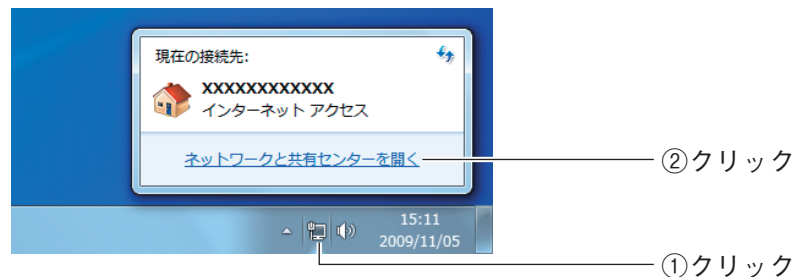 現在の接続先:
XXXXXXXXXXXX
インターネット アクセス
ネットワークと共有センターを開く
②クリック
15:11
2009/11/05
①クリック